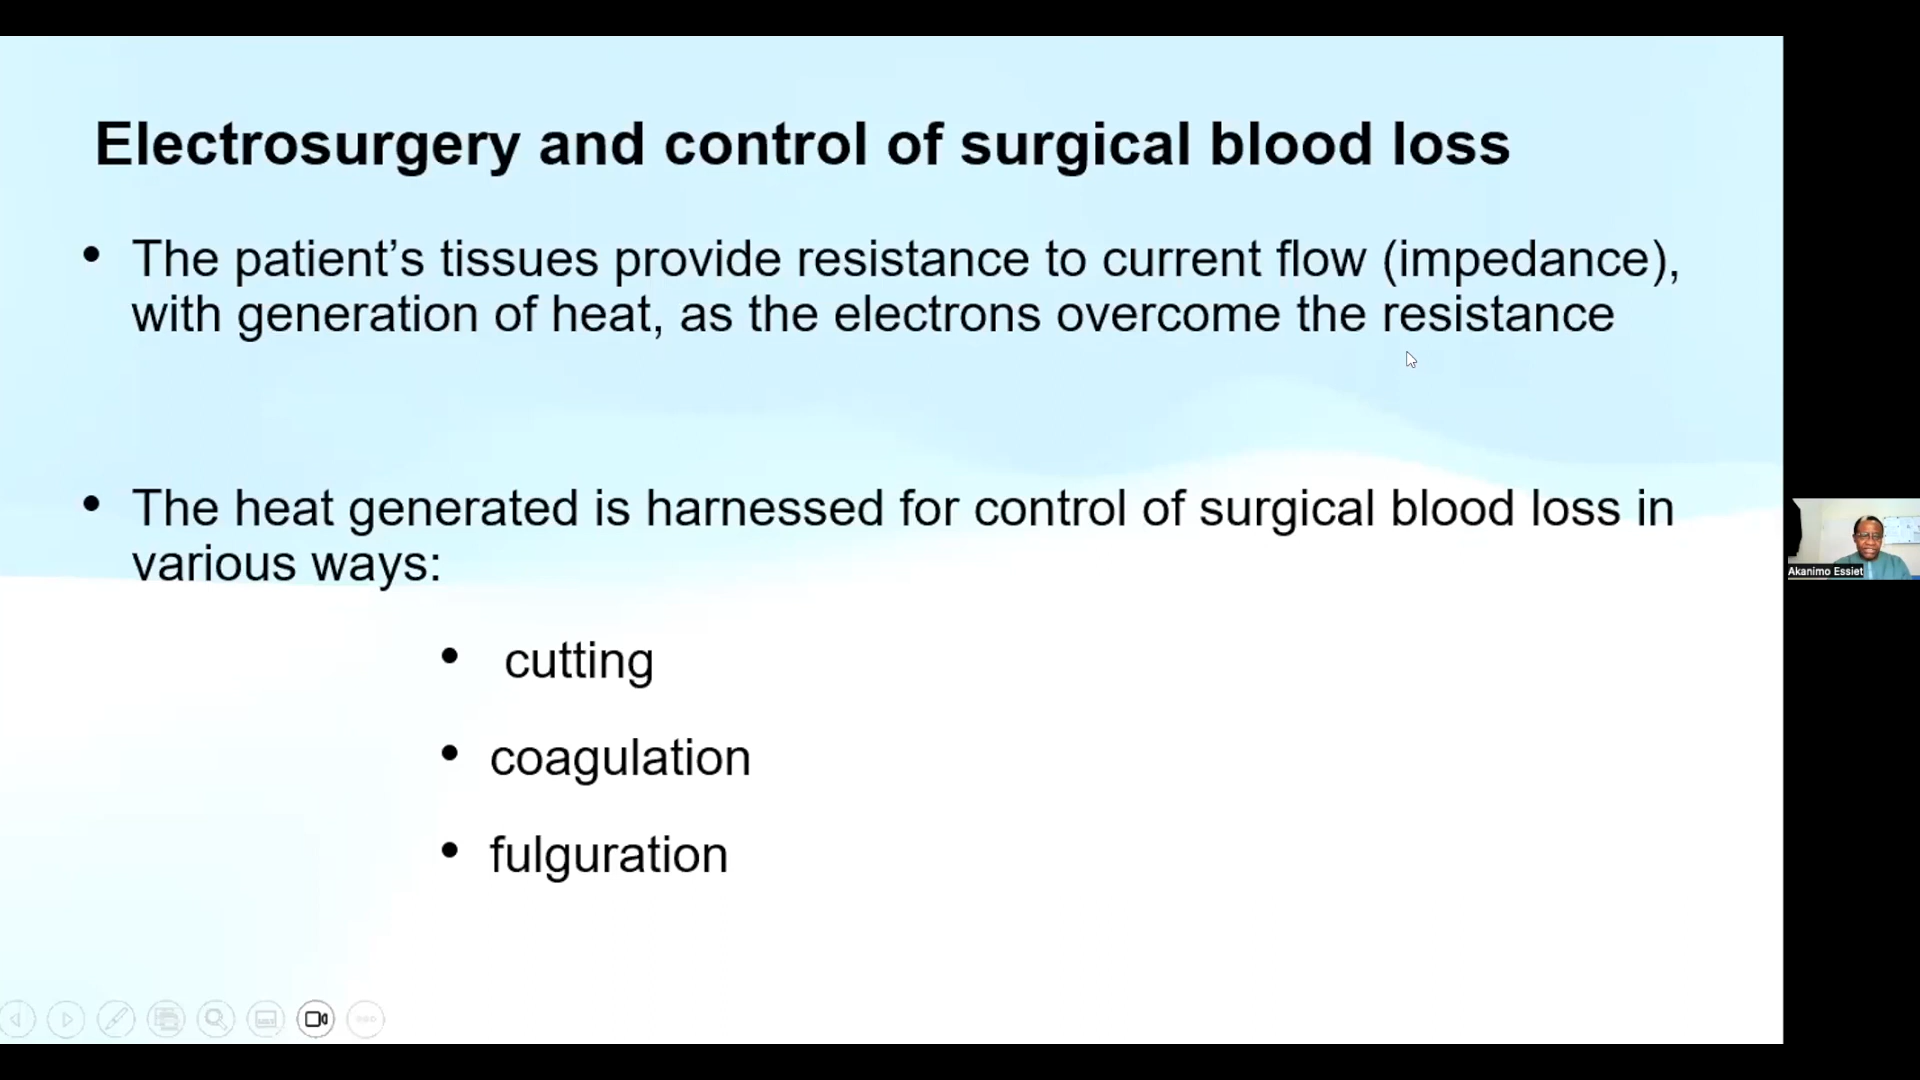 Electrosurgery and control of surgical blood loss
• The patient’s tissues provide resistance to current flow (impedance),
with generation of heat, as the electrons overcome the resistance
• The heat generated is harnessed for control of surgical blood loss in
various ways:
• cutting
• coagulation
• fulguration
Akanimo Essiet